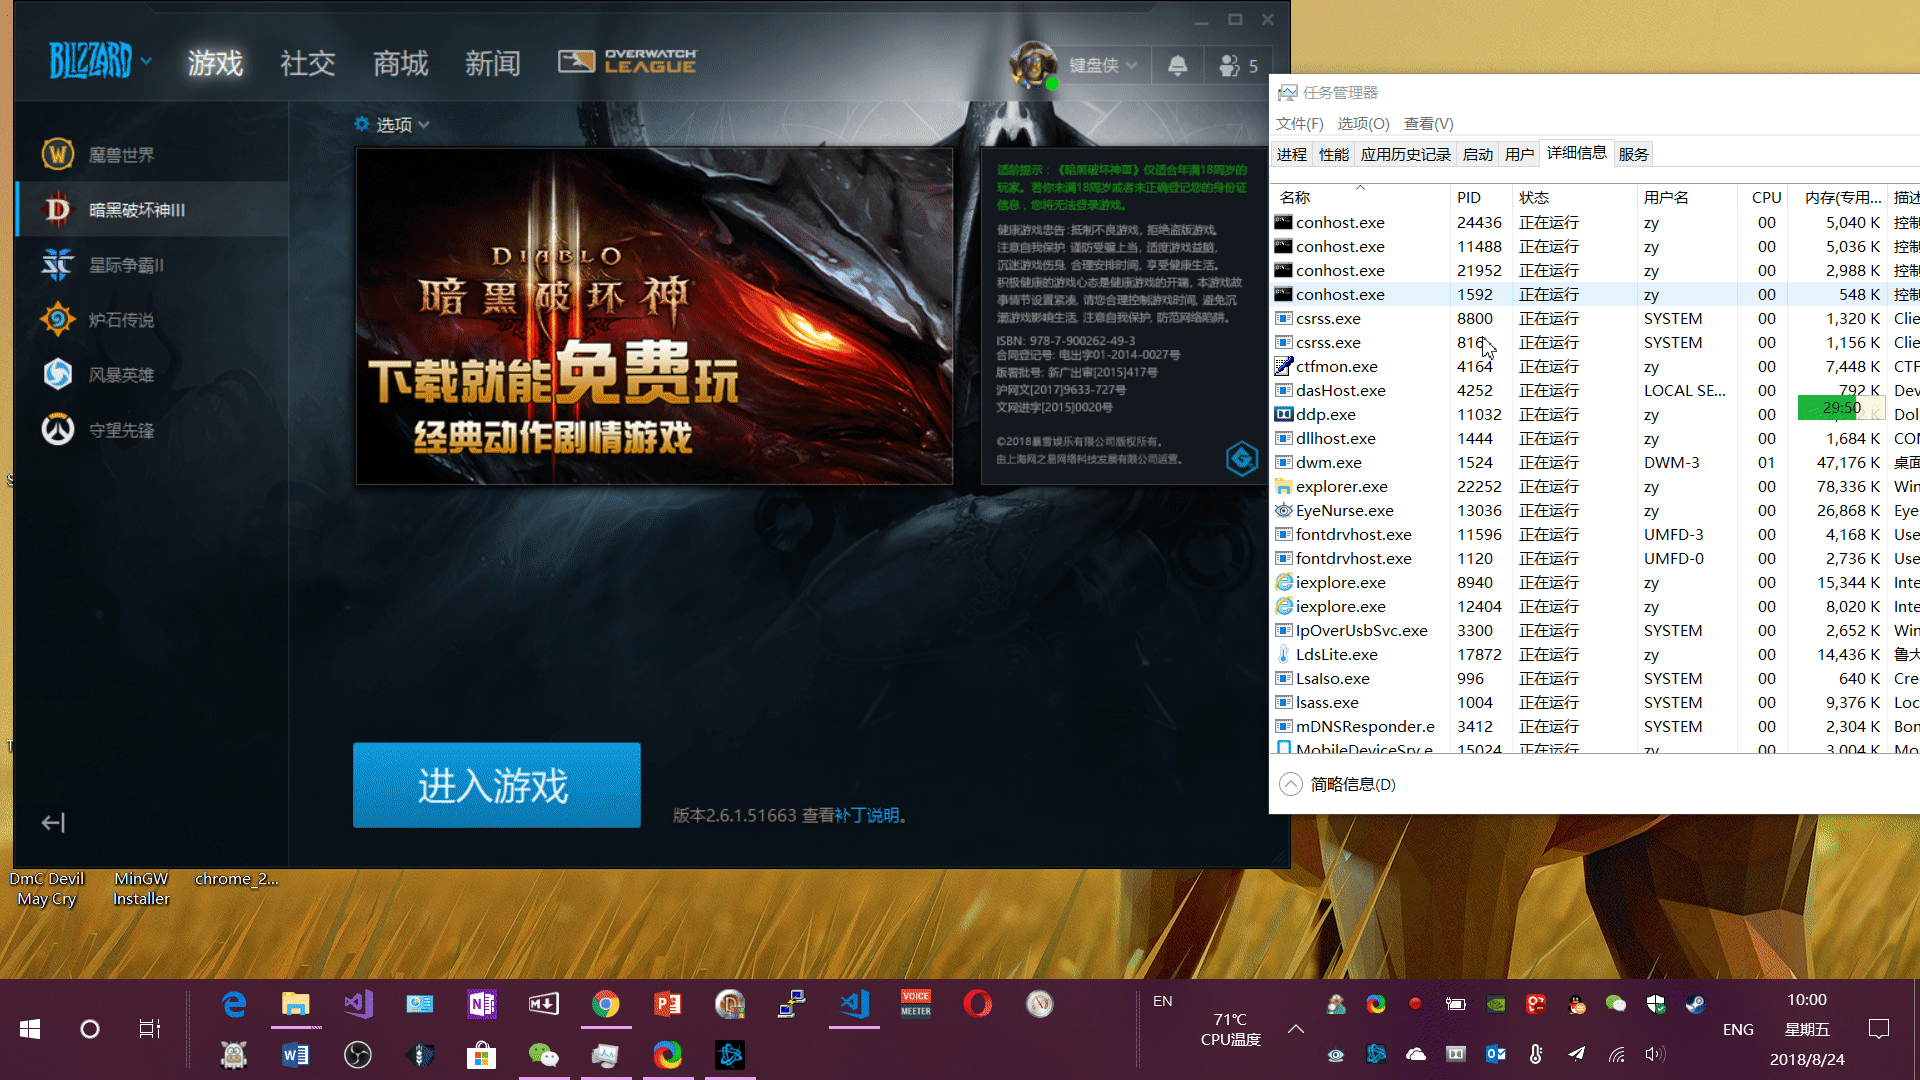 BLIZZARD
游戏
社交
商城
新闻
OVERWATCH
LEAGUE
键盘侠
5
魔兽世界
暗黑破坏神III
星际争霸II
炉石传说
风暴英雄
守望先锋
选项
DIABLO
暗黑破坏神
下载就能免费玩
经典动作剧情游戏
适龄提示:《暗黑破坏神III》仅适合年满18周岁的
玩家。若你未满18周岁或者未正确登记您的身份证
信息,您将无法登录游戏。
健康游戏忠告:抵制不良游戏, 拒绝盗版游戏。
注意自我保护, 谨防受骗上当, 适度游戏益脑,
沉迷游戏伤身, 合理安排时间, 享受健康生活。
积极健康的游戏心态是健康游戏的开端, 本游戏故
事情节设置紧凑, 请您合理控制游戏时间, 避免沉
溺游戏影响生活, 注意自我保护, 防范网络陷阱。
ISBN: 978-7-900262-49-3
合同登记号: 电出字01-2014-0027号
版署批号: 新广出审[2015]417号
沪网文[2017]9633-727号
文网进字[2015]0020号
©2018暴雪娱乐有限公司版权所有。
由上海网之易网络科技发展有限公司运营。
进入游戏
版本2.6.1.51663 查看补丁说明。
任务管理器
文件(F) 选项(O) 查看(V)
进程 性能 应用历史记录 启动 用户 详细信息 服务
名称 PID 状态 用户名 CPU 内存(专用... 描述
conhost.exe 24436 正在运行 zy 00 5,040 K 控制
conhost.exe 11488 正在运行 zy 00 5,036 K 控制
conhost.exe 21952 正在运行 zy 00 2,988 K 控制
conhost.exe 1592 正在运行 zy 00 548 K 控制
csrss.exe 8800 正在运行 SYSTEM 00 1,320 K Clie
csrss.exe 正在运行 SYSTEM 00 1,156 K Clie
ctfmon.exe 4164 正在运行 zy 00 7,448 K CTF
dasHost.exe 4252 正在运行 LOCAL SE... 00 792 K Dev
ddp.exe 11032 正在运行 zy 00 K Dol
29:50
dllhost.exe 1444 正在运行 zy 00 1,684 K COM
dwm.exe 1524 正在运行 DWM-3 01 47,176 K 桌面
explorer.exe 22252 正在运行 zy 00 78,336 K Win
EyeNurse.exe 13036 正在运行 zy 00 26,868 K Eye
fontdrvhost.exe 11596 正在运行 UMFD-3 00 4,168 K Use
fontdrvhost.exe 1120 正在运行 UMFD-0 00 2,736 K Use
iexplore.exe 8940 正在运行 zy 00 15,344 K Inte
iexplore.exe 12404 正在运行 zy 00 8,020 K Inte
IpOverUsbSvc.exe 3300 正在运行 SYSTEM 00 2,652 K Win
LdsLite.exe 17872 正在运行 zy 00 14,436 K 鲁大
LsaIso.exe 996 正在运行 SYSTEM 00 640 K Cre
lsass.exe 1004 正在运行 SYSTEM 00 9,376 K Loc
mDNSResponder.e 3412 正在运行 SYSTEM 00 2,304 K Bon
MobileDeviceSrv.e 15024 正在运行 zy 00 3,004 K Mo
简略信息(D)
DmC Devil
May Cry
MinGW
Installer
chrome_2...
VOICE
MEETER
EN
71℃
CPU温度
ENG
10:00
星期五
2018/8/24